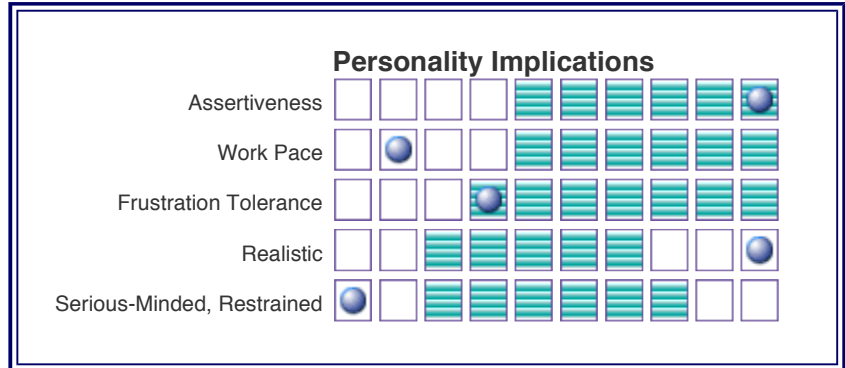 Personality Implications
Assertiveness
Work Pace
Frustration Tolerance
Realistic
Serious-Minded, Restrained